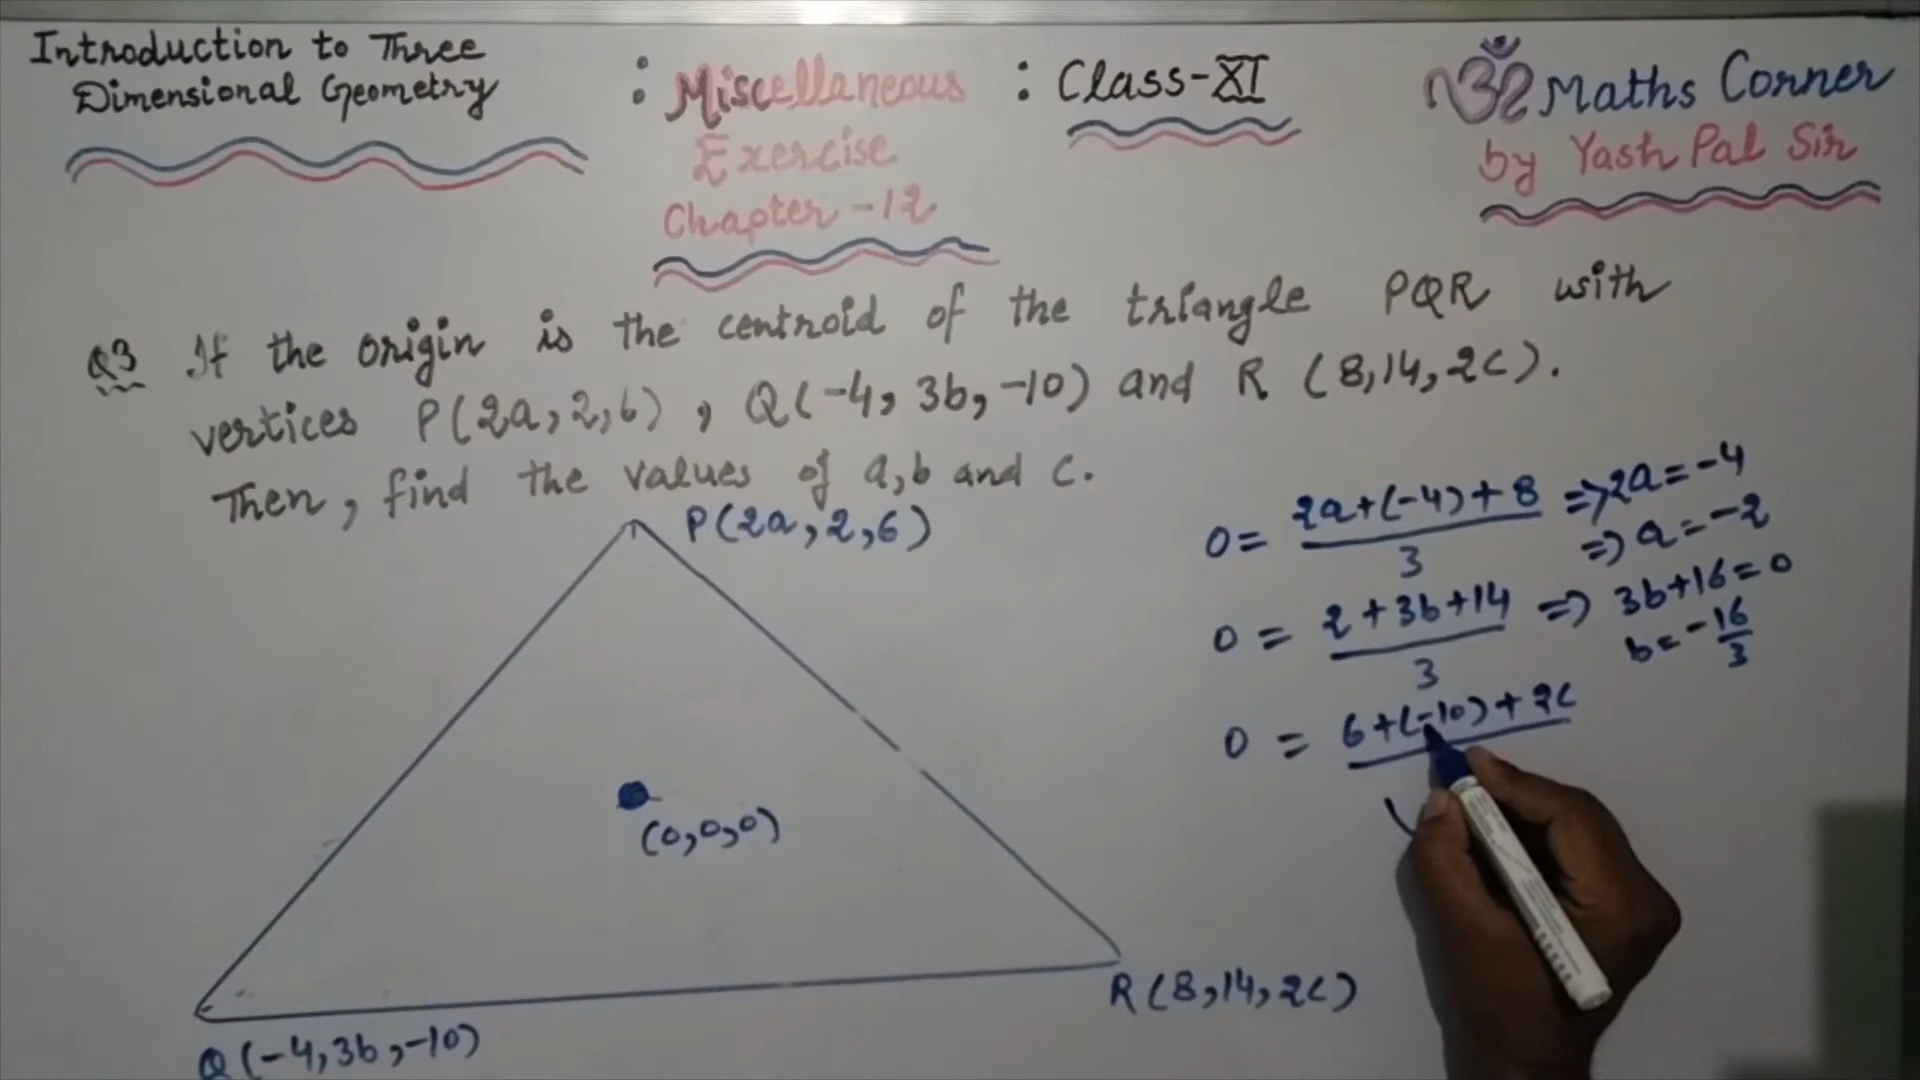 Introduction to Three
Dimensional Geometry
: Miscellaneous : Class-XI
Exercise
Chapter-12
ॐ Maths Corner
by Yash Pal Sir
Q3 If the origin is the centroid of the triangle PQR with
vertices P(2a,2,6), Q(-4, 3b, -10) and R (8,14,2c).
Then, find the values of a,b and c.
P(2a,2,6)
(0,0,0)
Q(-4,3b,-10)
R(8,14,2c)
0 = 2a+(-4)+8 / 3 => 2a=-4
=> a=-2
0 = 2+3b+14 / 3 => 3b+16=0
b=-16/3
0 = 6+(-10)+2c